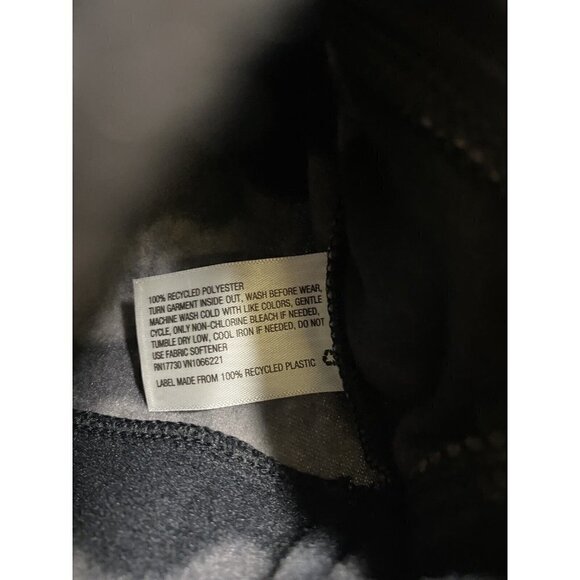 100% RECYCLED POLYESTER
TURN GARMENT INSIDE OUT, WASH BEFORE WEAR,
MACHINE WASH COLD WITH LIKE COLORS, GENTLE
CYCLE, ONLY NON-CHLORINE BLEACH IF NEEDED,
TUMBLE DRY LOW, COOL IRON IF NEEDED, DO NOT
USE FABRIC SOFTENER
RN17730 VN1066221
LABEL MADE FROM 100% RECYCLED PLASTIC